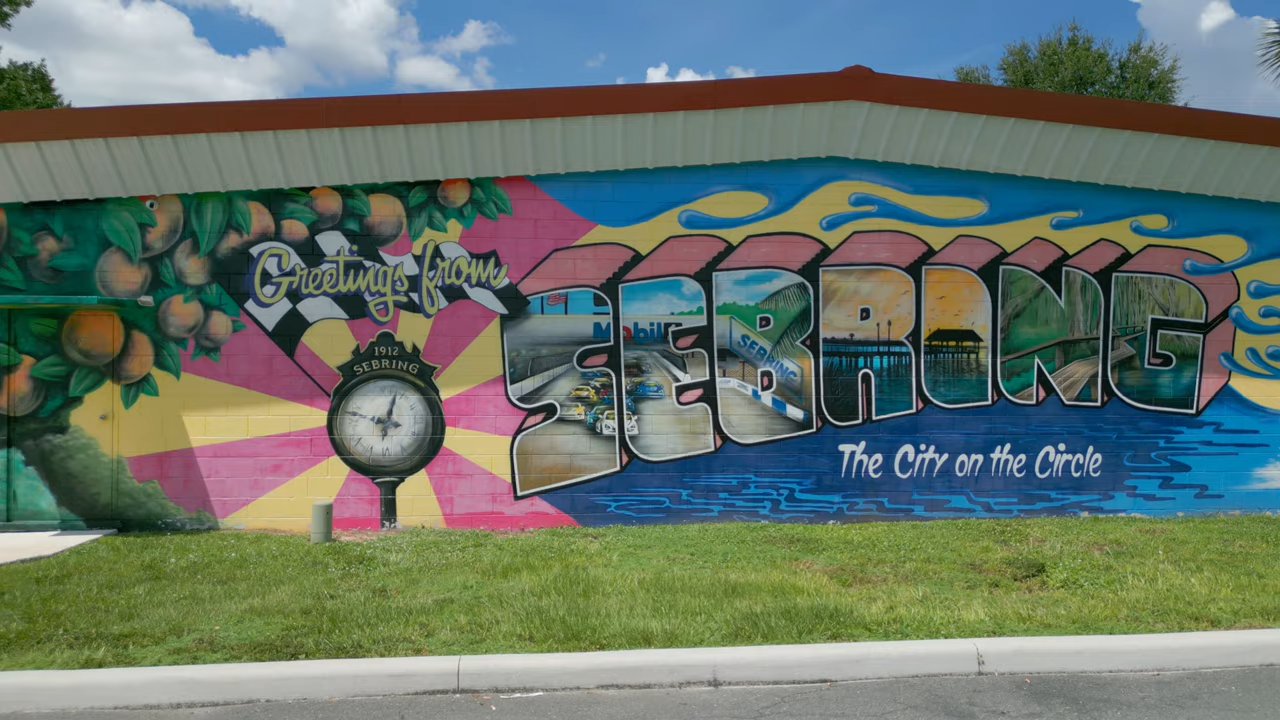 Greetings from
1912
SEBRING
SEBRING
Mobil
SEBRING
The City on the Circle